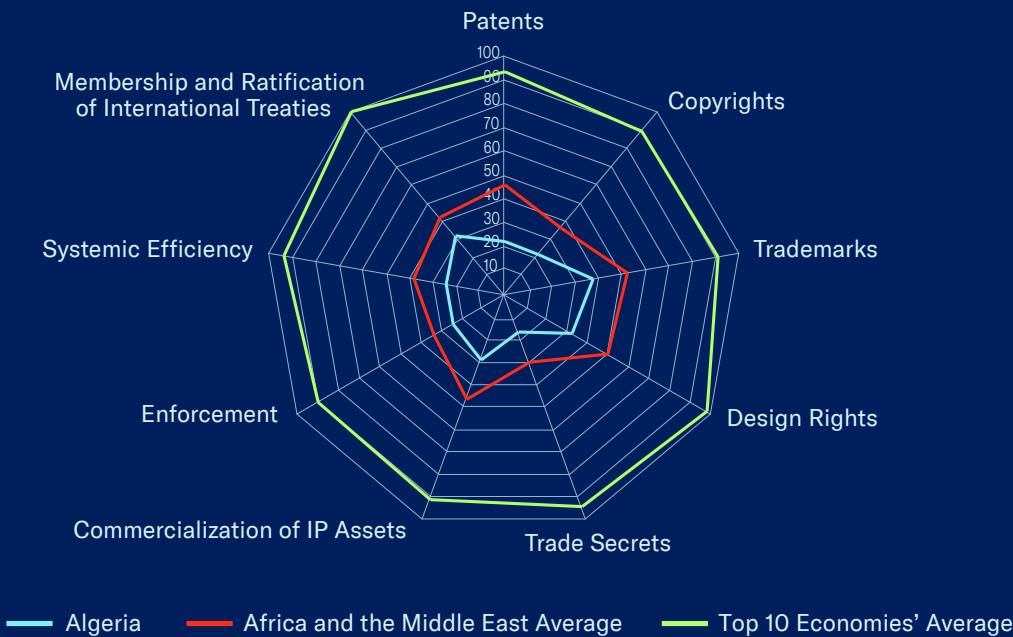 Patents
100
90
80
70
60
50
40
30
20
10
Membership and Ratification
of International Treaties
Copyrights
Systemic Efficiency
Trademarks
Enforcement
Design Rights
Commercialization of IP Assets
Trade Secrets
Algeria
Africa and the Middle East Average
Top 10 Economies’ Average